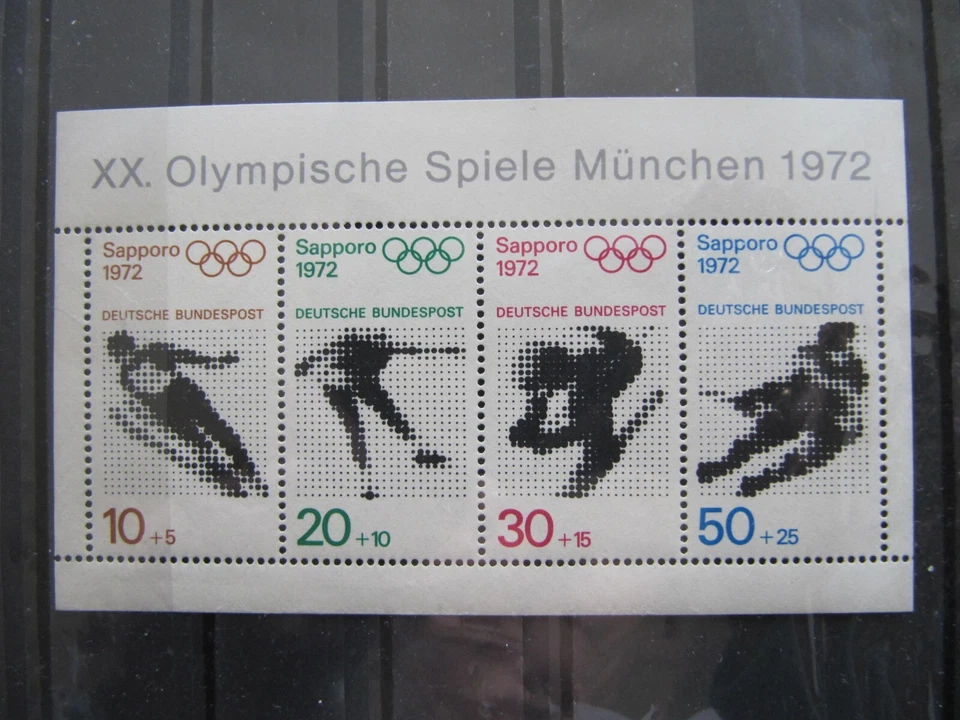 XX. Olympische Spiele München 1972
Sapporo
1972
DEUTSCHE BUNDESPOST
10 +5
Sapporo
1972
DEUTSCHE BUNDESPOST
20 +10
Sapporo
1972
DEUTSCHE BUNDESPOST
30 +15
Sapporo
1972
DEUTSCHE BUNDESPOST
50 +25